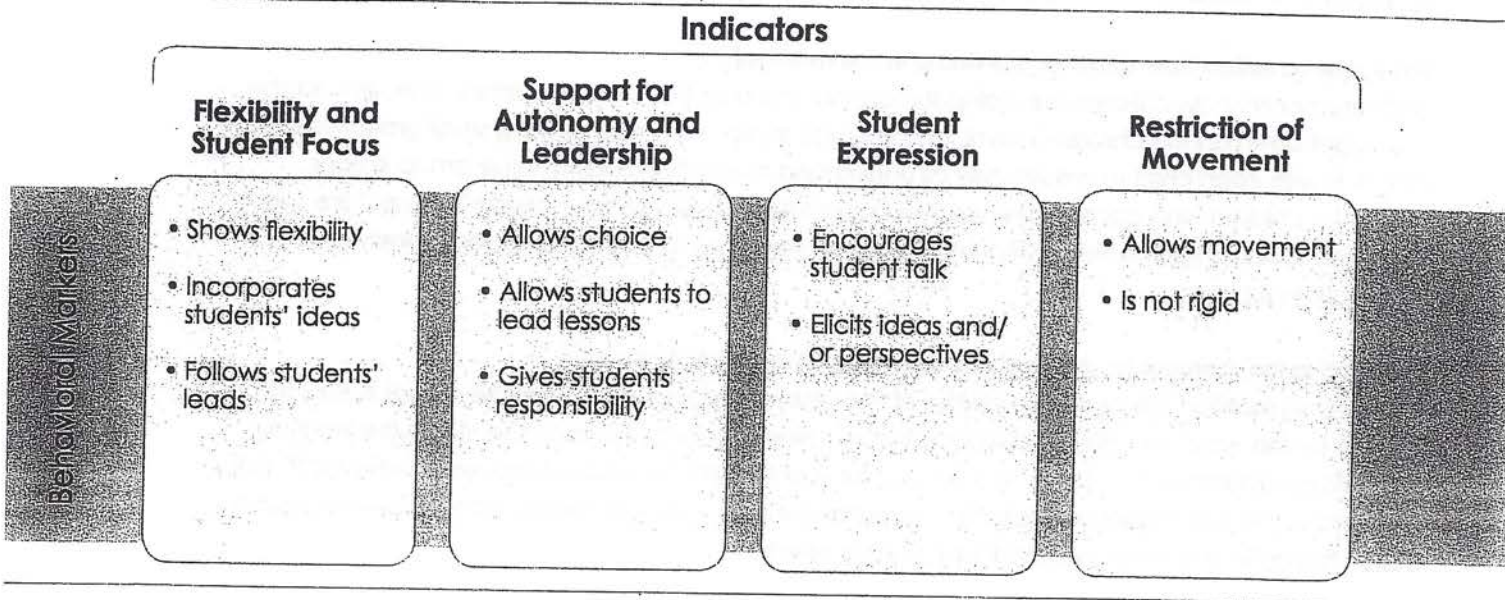 Indicators
Flexibility and
Student Focus
• Shows flexibility
• Incorporates
students' ideas
• Follows students'
leads
Support for
Autonomy and
Leadership
• Allows choice
• Allows students to
lead lessons
• Gives students
responsibility
Student
Expression
• Encourages
student talk
• Elicits ideas and/
or perspectives
Restriction of
Movement
• Allows movement
• Is not rigid
Behavioral Markers